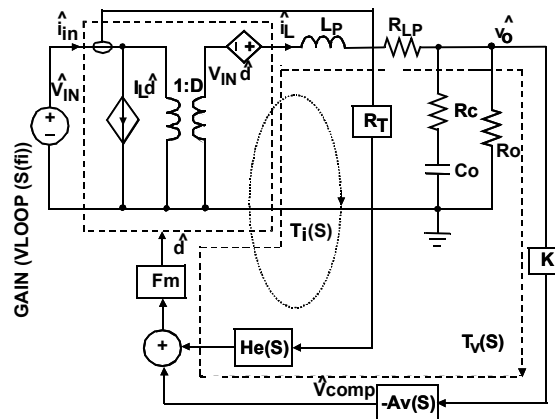 î_in
î_L
L_P
R_LP
v̂_o
V̂_IN
I_L d̂
1:D
V_IN d̂
R_T
Rc
Ro
Co
GAIN (VLOOP (S(fi))
T_i(S)
d̂
K
Fm
T_V(S)
+
He(S)
V̂comp
-Av(S)